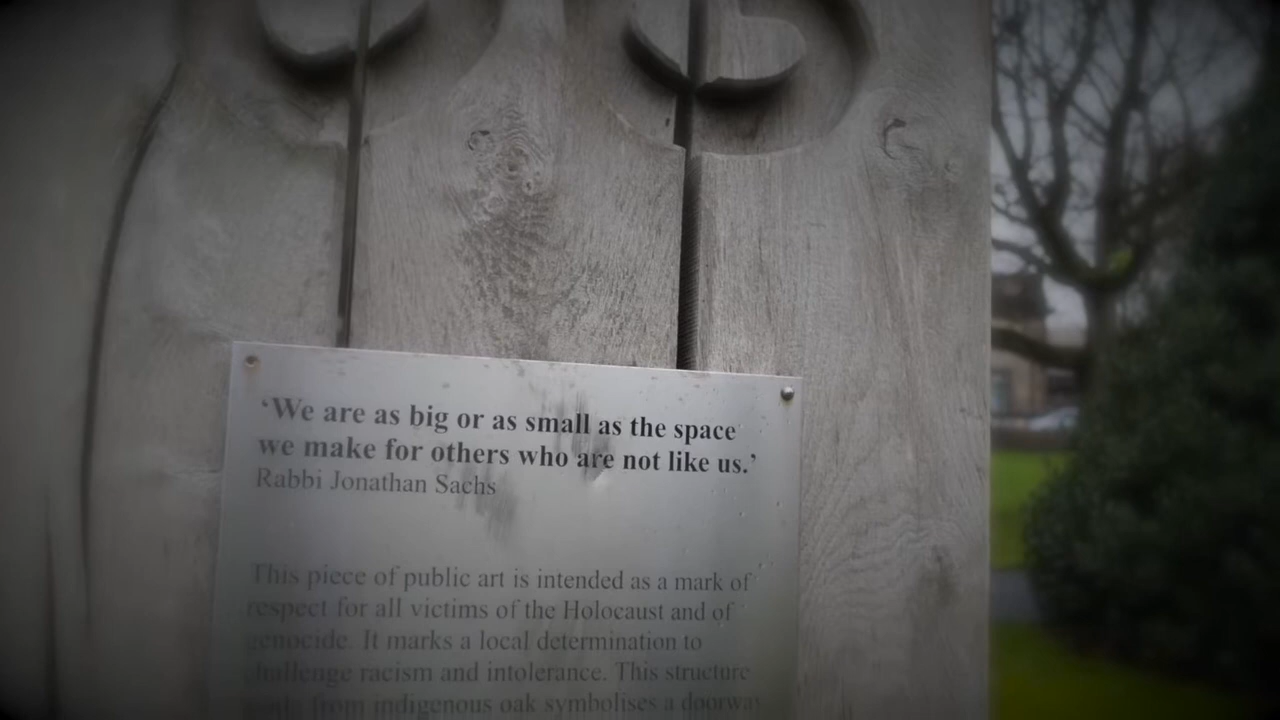 ‘We are as big or as small as the space
we make for others who are not like us.’
Rabbi Jonathan Sachs
This piece of public art is intended as a mark of
respect for all victims of the Holocaust and of
genocide. It marks a local determination to
challenge racism and intolerance. This structure
made from indigenous oak symbolises a doorway